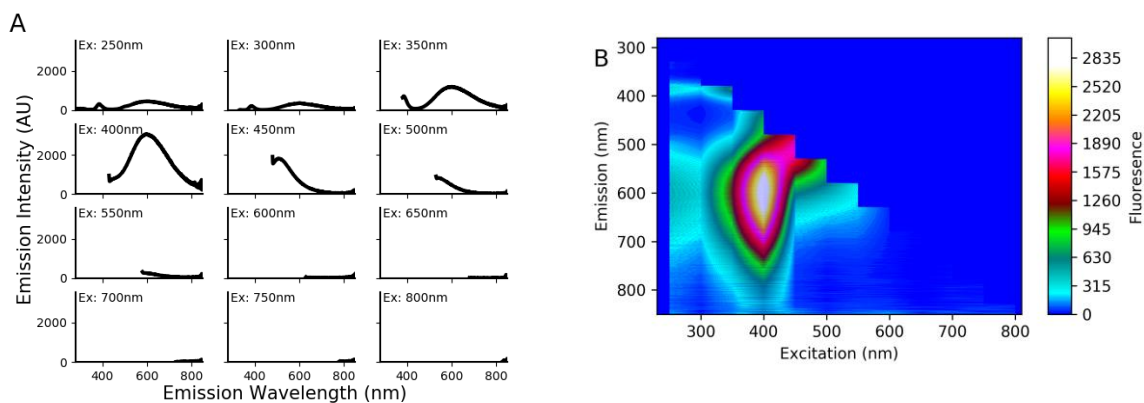 A
Emission Intensity (AU)
Ex: 250nm
Ex: 300nm
Ex: 350nm
2000
0
Ex: 400nm
Ex: 450nm
Ex: 500nm
2000
0
Ex: 550nm
Ex: 600nm
Ex: 650nm
2000
0
Ex: 700nm
Ex: 750nm
Ex: 800nm
2000
0
400 600 800
400 600 800
400 600 800
Emission Wavelength (nm)
B
Emission (nm)
300
400
500
600
700
800
300 400 500 600 700 800
Excitation (nm)
2835
2520
2205
1890
1575
1260
945
630
315
0
Fluoresence